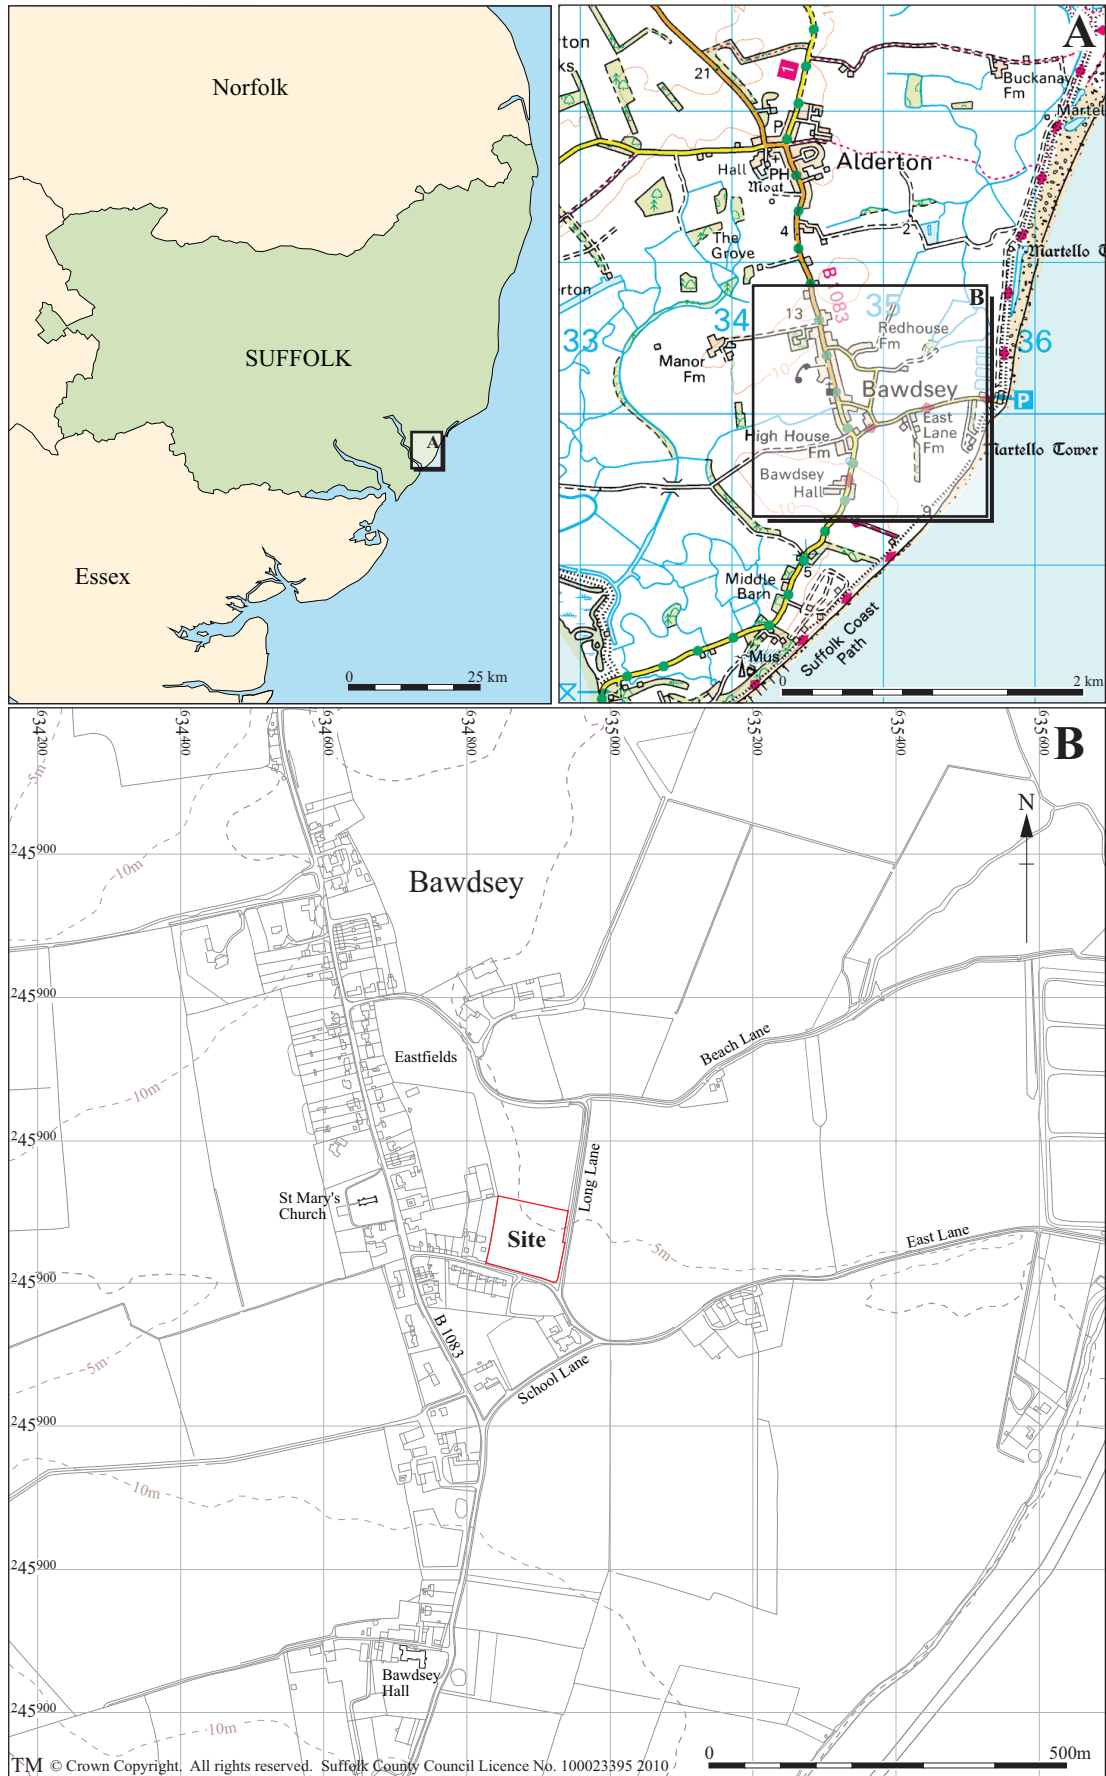 Norfolk
SUFFOLK
A
Essex
0
25 km
A
21
1
Buckanay
Fm
P
Hall
PH
Moat
Alderton
4
2
The
Grove
Martello
B 1083
B
33
34
35
36
13
Redhouse
Fm
Manor
Fm
10
Bawdsey
P
East
Lane
Fm
High House
Fm
Martello Tower
Bawdsey
Hall
10
9
5
Middle
Barn
Suffolk Coast
Path
Mus
0
2 km
B
634200
634400
634600
634800
635000
635200
635400
635600
N
5m
245900
10m
Bawdsey
245900
Eastfields
Beach Lane
10m
245900
Long Lane
St Mary's
Church
Site
5m
East Lane
245900
B 1083
5m
School Lane
245900
10m
245900
Bawdsey
Hall
245900
10m
0
500m
TM © Crown Copyright. All rights reserved. Suffolk County Council Licence No. 100023395 2010